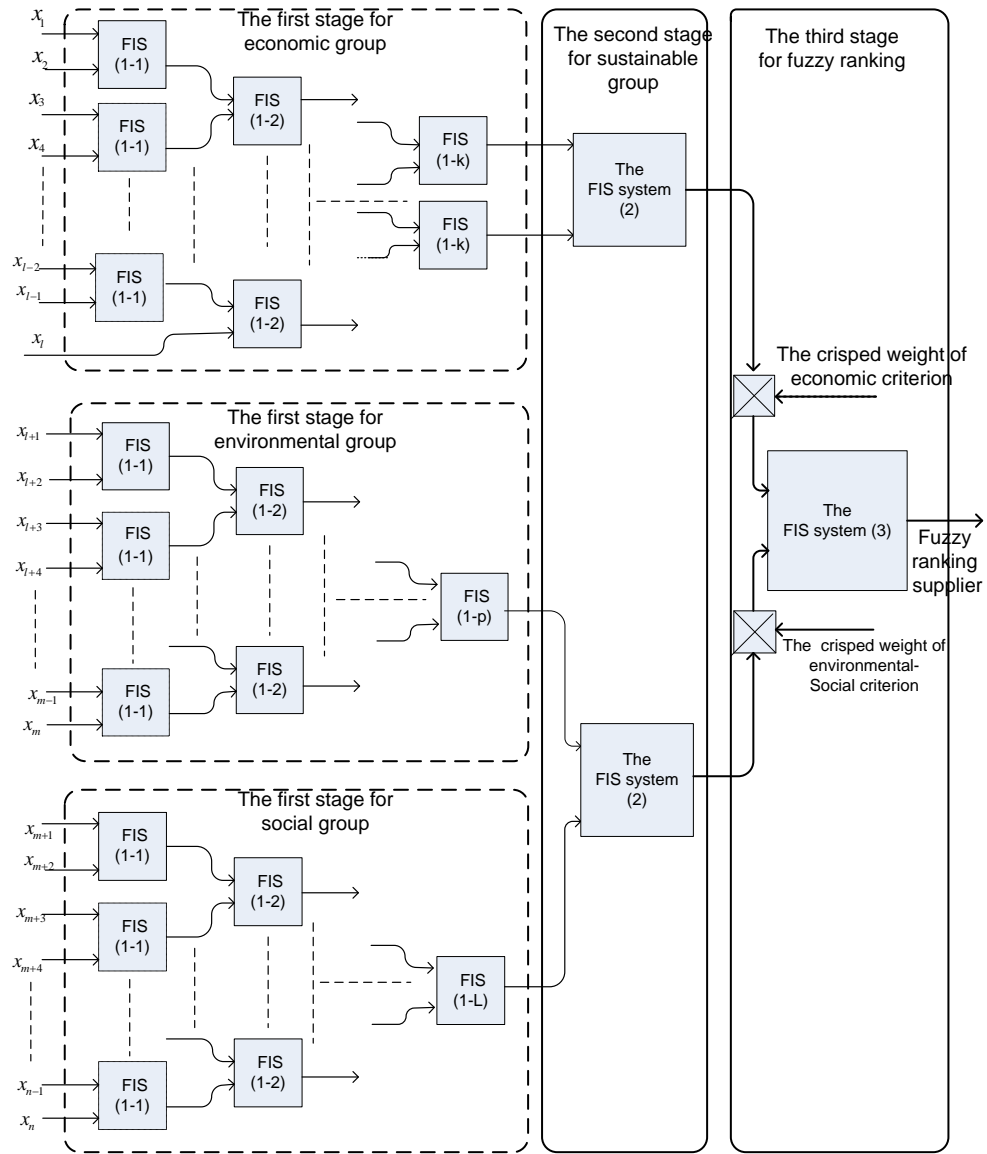 The first stage for
economic group
x₁
x₂
x₃
x₄
xₗ₋₂
xₗ₋₁
xₗ
FIS
(1-1)
FIS
(1-1)
FIS
(1-1)
FIS
(1-2)
FIS
(1-2)
FIS
(1-k)
FIS
(1-k)
The first stage for
environmental group
xₗ₊₁
xₗ₊₂
xₗ₊₃
xₗ₊₄
xₘ₋₁
xₘ
FIS
(1-1)
FIS
(1-1)
FIS
(1-1)
FIS
(1-2)
FIS
(1-2)
FIS
(1-p)
The first stage for
social group
xₘ₊₁
xₘ₊₂
xₘ₊₃
xₘ₊₄
xₙ₋₁
xₙ
FIS
(1-1)
FIS
(1-1)
FIS
(1-1)
FIS
(1-2)
FIS
(1-2)
FIS
(1-L)
The second stage
for sustainable
group
The
FIS system
(2)
The
FIS system
(2)
The third stage
for fuzzy ranking
The crisped weight of
economic criterion
The
FIS system (3)
Fuzzy
ranking
supplier
The crisped weight of
environmental-
Social criterion